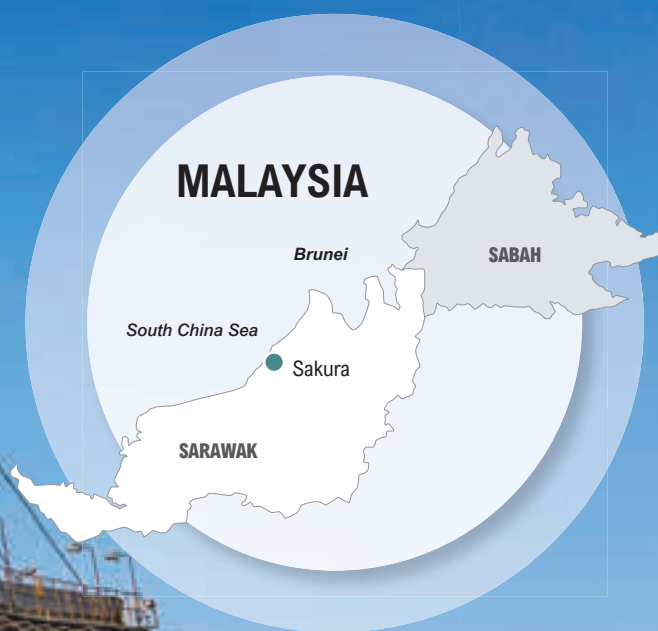 MALAYSIA
Brunei
SABAH
South China Sea
Sakura
SARAWAK